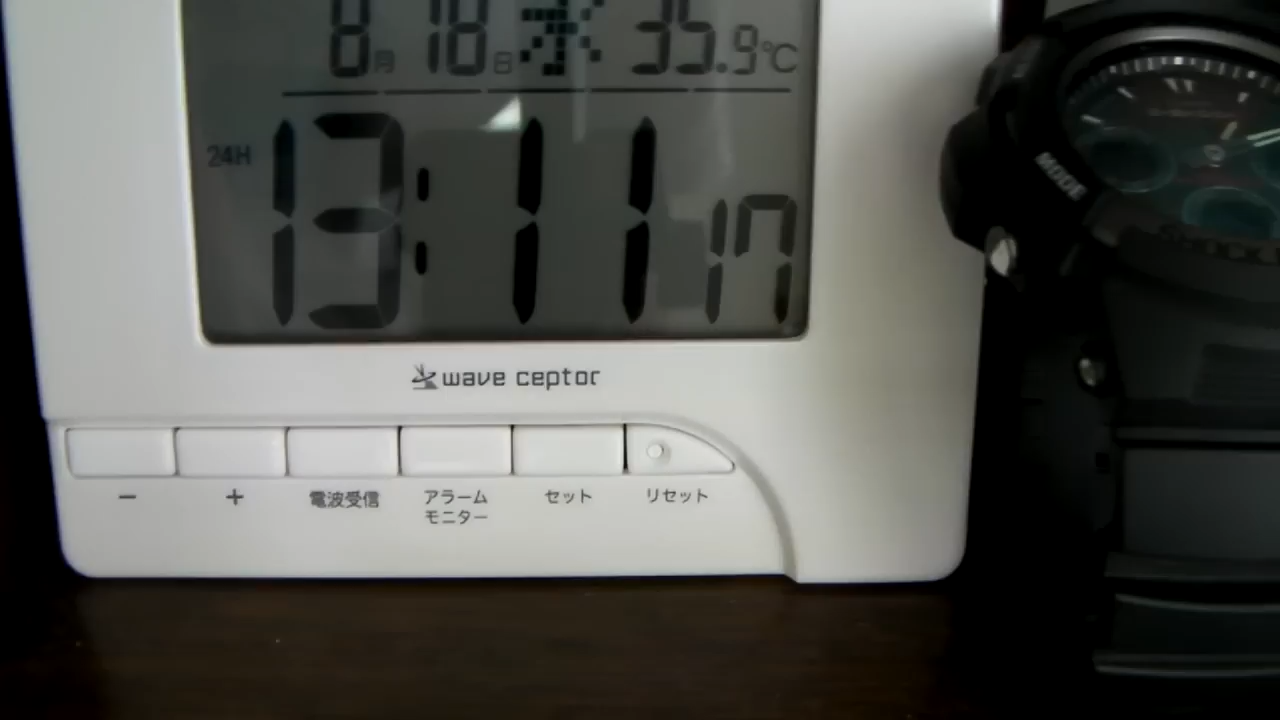 8月 18日 水 35.9℃
24H 13:11 17
wave ceptor
− + 電波受信 アラーム モニター セット リセット
MODE